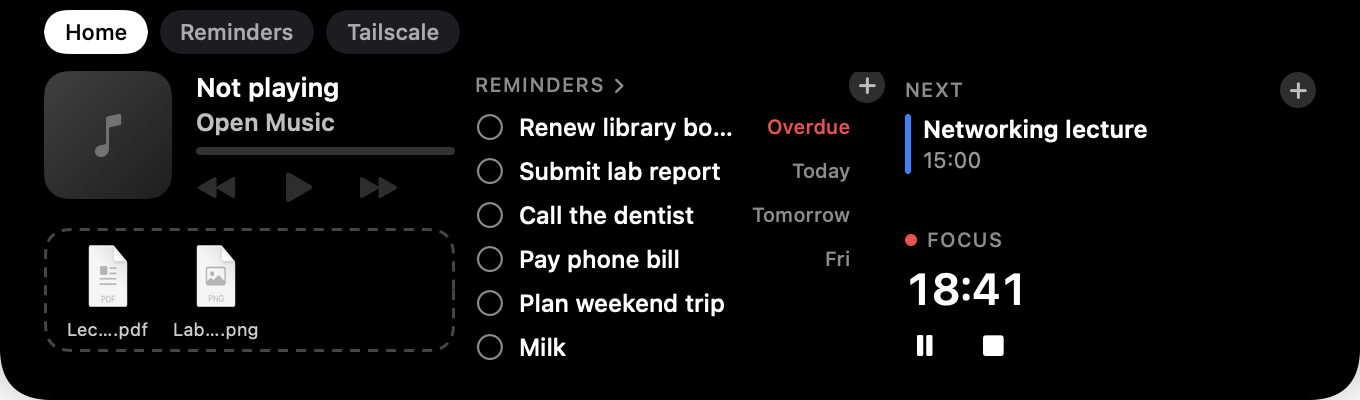 Home
Reminders
Tailscale
Not playing
Open Music
PDF
PNG
Lec....pdf
Lab....png
REMINDERS
Renew library bo...
Overdue
Submit lab report
Today
Call the dentist
Tomorrow
Pay phone bill
Fri
Plan weekend trip
Milk
NEXT
Networking lecture
15:00
FOCUS
18:41